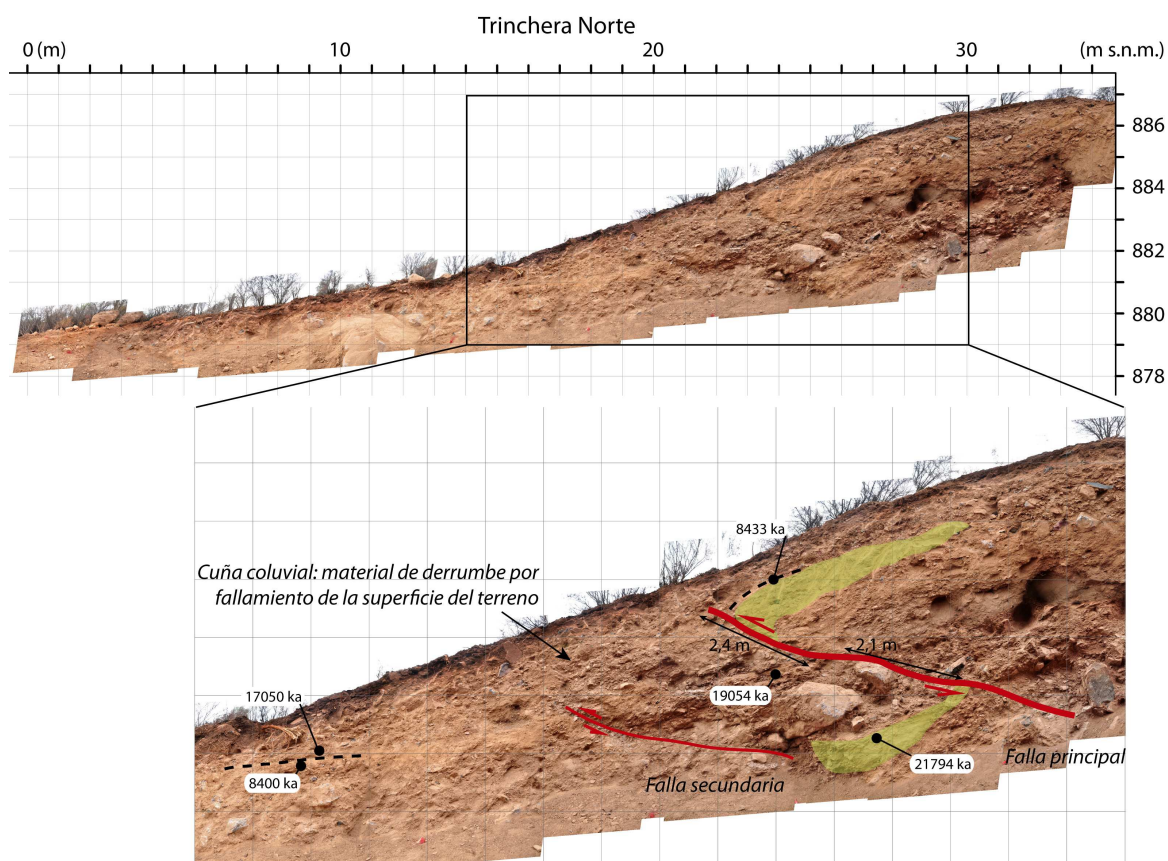 Trinchera Norte
0 (m) 10 20 30 (m s.n.m.)
886
884
882
880
878
8433 ka
Cuña coluvial: material de derrumbe por
fallamiento de la superficie del terreno
2,4 m
2,1 m
19054 ka
17050 ka
8400 ka
Falla secundaria
21794 ka
Falla principal